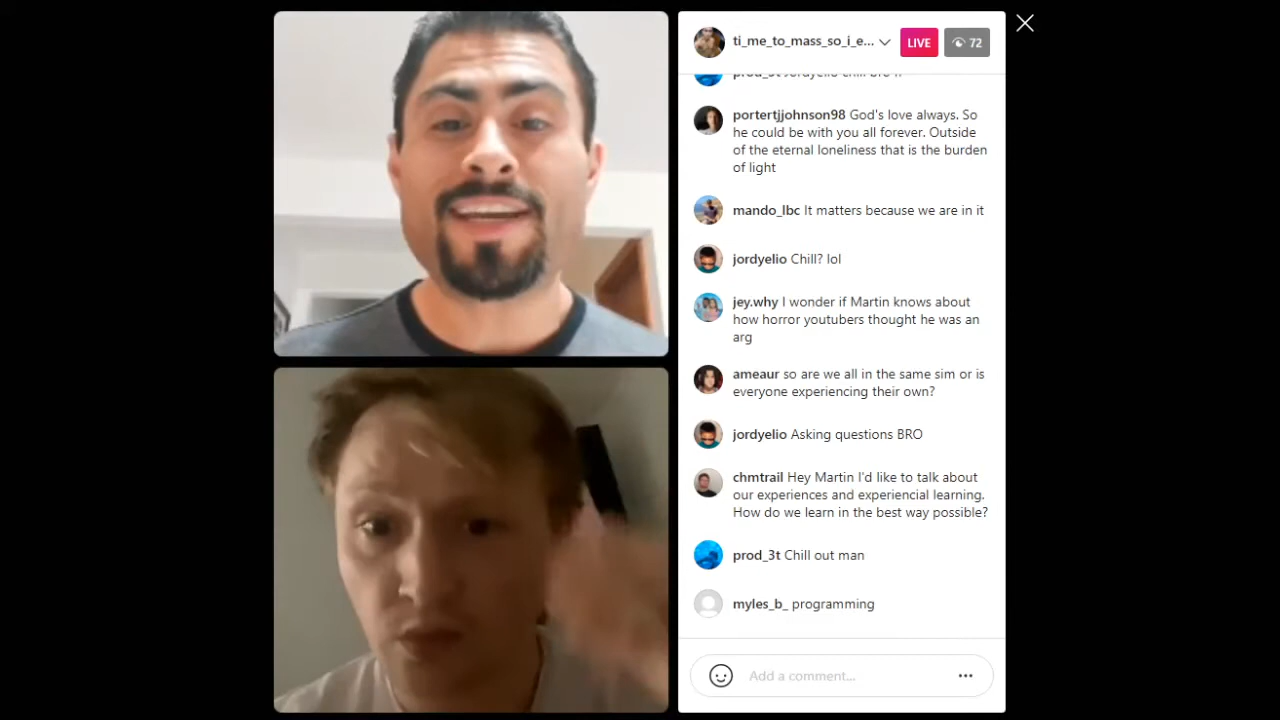 ti_me_to_mass_so_i_e...
LIVE
72
prod_3t Jordyelio chill bro !!
portertjjohnson98 God's love always. So
he could be with you all forever. Outside
of the eternal loneliness that is the burden
of light
mando_lbc It matters because we are in it
jordyelio Chill? lol
jey.why I wonder if Martin knows about
how horror youtubers thought he was an
arg
ameaur so are we all in the same sim or is
everyone experiencing their own?
jordyelio Asking questions BRO
chmtrail Hey Martin I'd like to talk about
our experiences and experiencial learning.
How do we learn in the best way possible?
prod_3t Chill out man
myles_b_ programming
Add a comment...